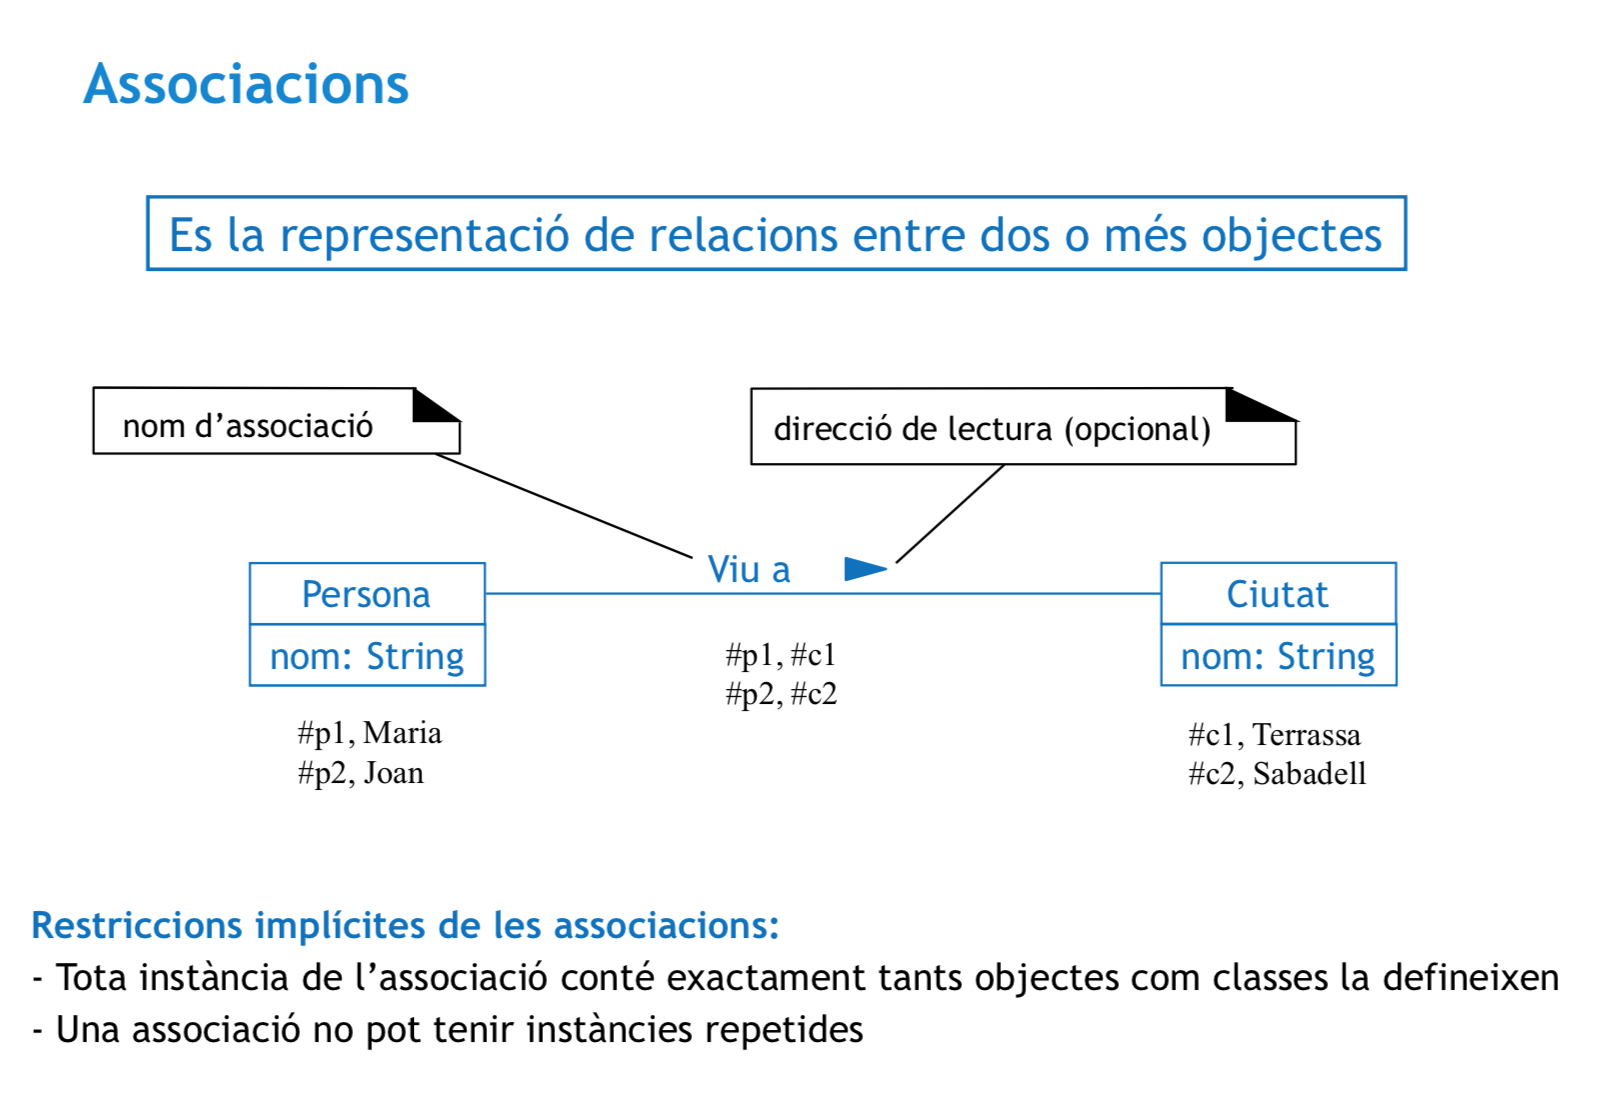 Associacions
Es la representació de relacions entre dos o més objectes
nom d’associació
direcció de lectura (opcional)
Viu a
Persona
nom: String
Ciutat
nom: String
#p1, #c1
#p2, #c2
#p1, Maria
#p2, Joan
#c1, Terrassa
#c2, Sabadell
Restriccions implícites de les associacions:
- Tota instància de l’associació conté exactament tants objectes com classes la defineixen
- Una associació no pot tenir instàncies repetides